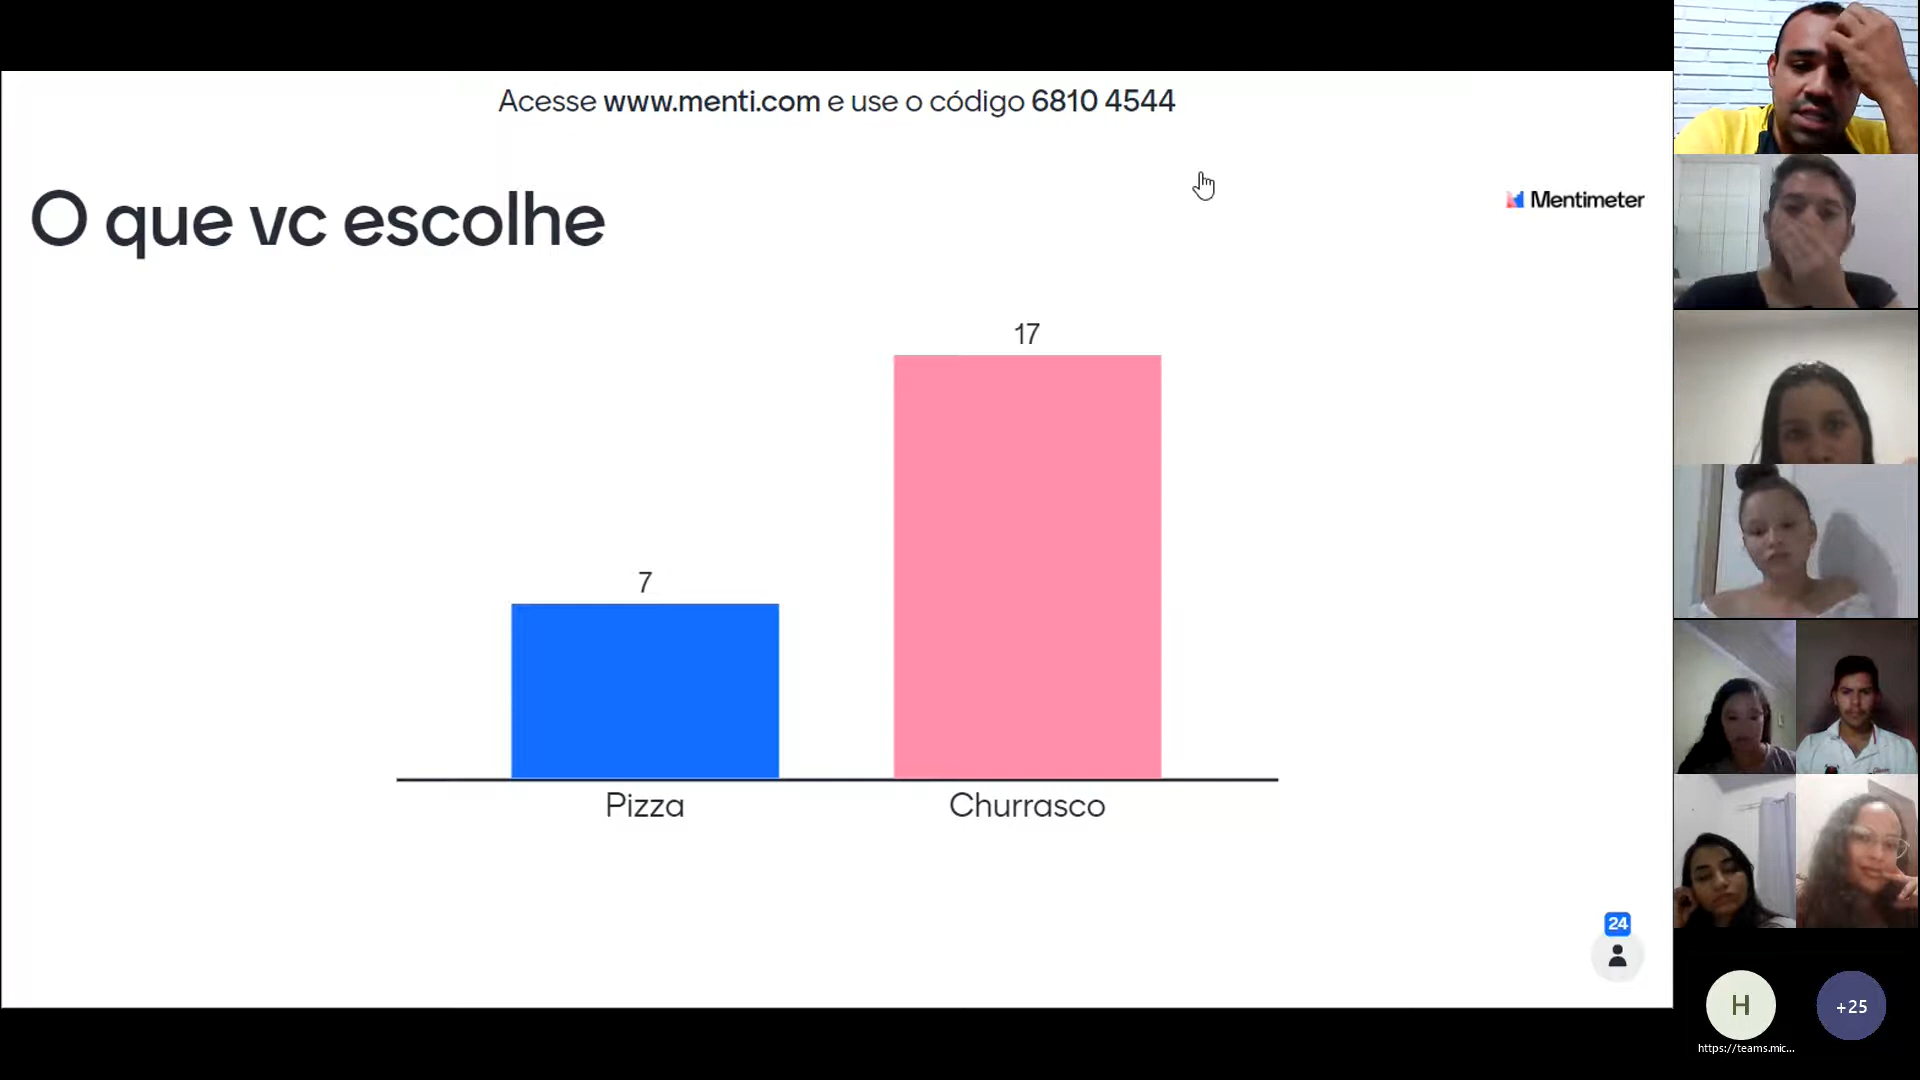 Acesse www.menti.com e use o código 6810 4544
O que vc escolhe
Mentimeter
17
7
Pizza
Churrasco
24
H
+25
https://teams.mic...